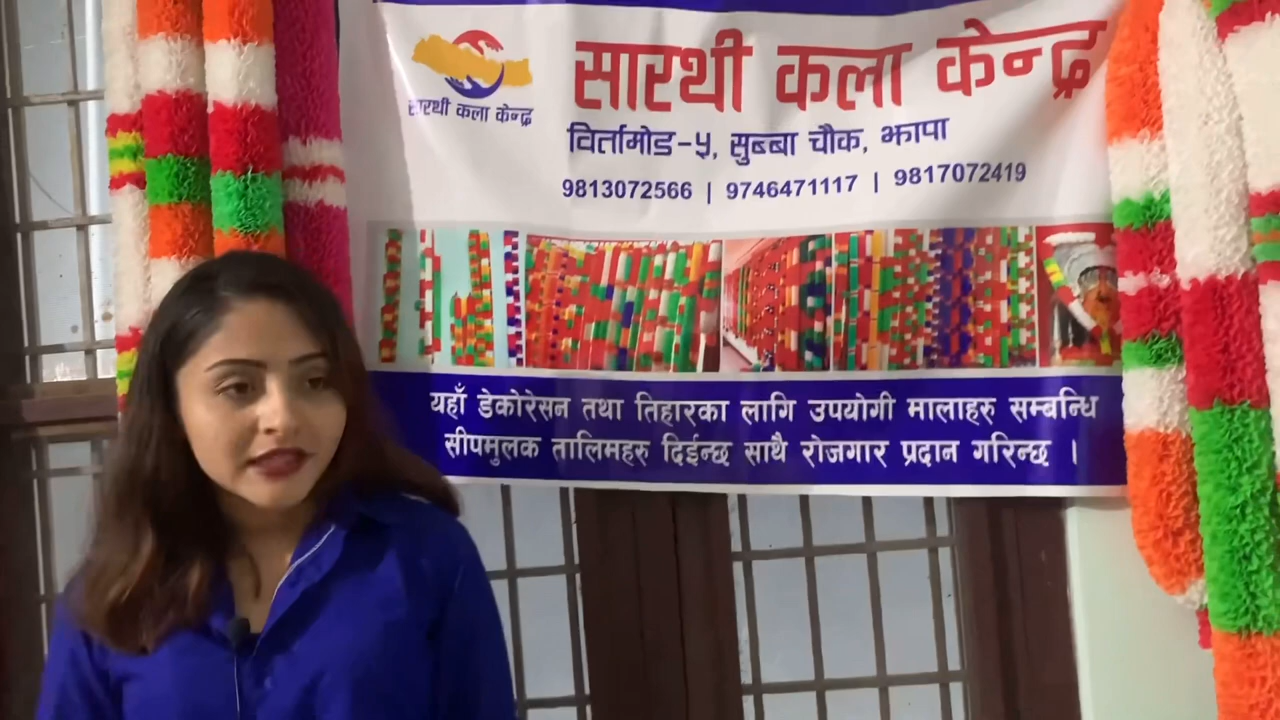 सारथी कला केन्द्र
सारथी कला केन्द्र
विर्तामोड-५, सुब्बा चौक, झापा
9813072566 | 9746471117 | 9817072419
यहाँ डेकोरेसन तथा तिहारका लागि उपयोगी मालाहरु सम्बन्धि
सीपमुलक तालिमहरु दिईन्छ साथै रोजगार प्रदान गरिन्छ ।